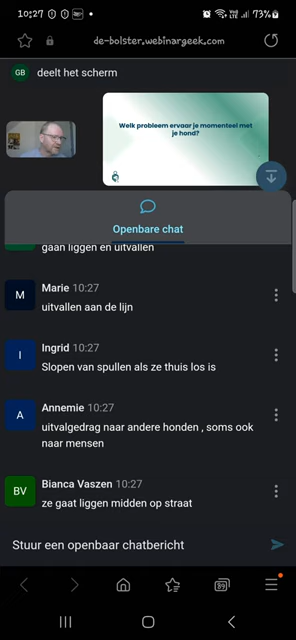 10:27
73%
de-bolster.webinargeek.com
GB deelt het scherm
Welk probleem ervaar je momenteel met
je hond?
Openbare chat
gaan liggen en uitvallen
M Marie 10:27
uitvallen aan de lijn
I Ingrid 10:27
Slopen van spullen als ze thuis los is
A Annemie 10:27
uitvalgedrag naar andere honden , soms ook
naar mensen
BV Bianca Vaszen 10:27
ze gaat liggen midden op straat
Stuur een openbaar chatbericht